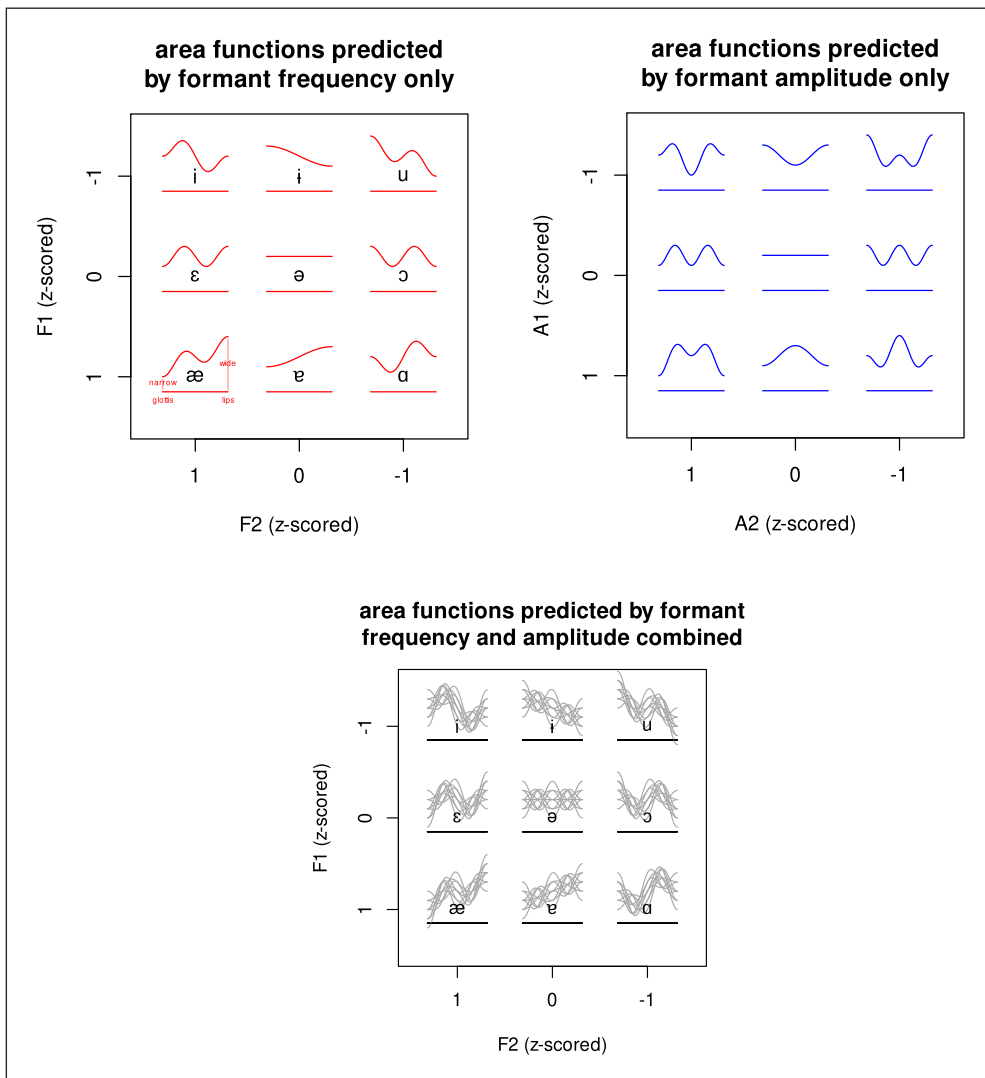 area functions predicted
by formant frequency only
F1 (z-scored)
-1
0
1
i ɨ u
ɛ ə ɔ
æ ɐ ɑ
narrow
wide
glottis lips
1 0 -1
F2 (z-scored)
area functions predicted
by formant amplitude only
A1 (z-scored)
-1
0
1
1 0 -1
A2 (z-scored)
area functions predicted by formant
frequency and amplitude combined
F1 (z-scored)
-1
0
1
i ɨ u
ɛ ə ɔ
æ ɐ ɑ
1 0 -1
F2 (z-scored)